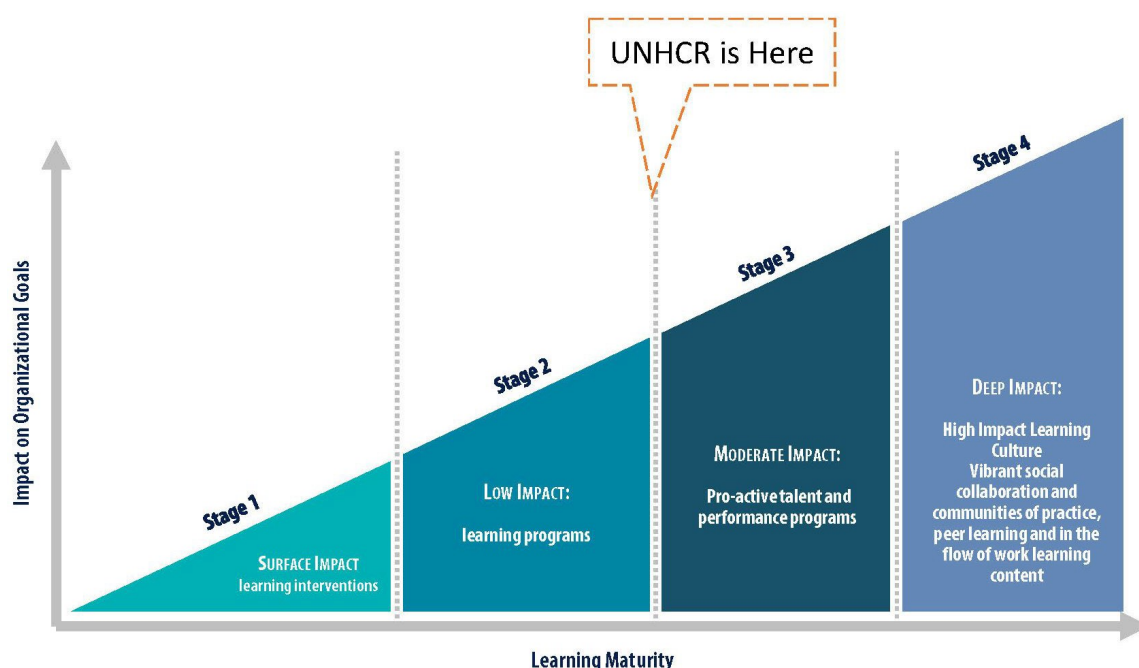 UNHCR is Here
Stage 4
Stage 3
Stage 2
Stage 1
Impact on Organizational Goals
DEEP IMPACT:
High Impact Learning
Culture
Vibrant social
collaboration and
communities of practice,
peer learning and in the
flow of work learning
content
MODERATE IMPACT:
Pro-active talent and
performance programs
LOW IMPACT:
learning programs
SURFACE IMPACT
learning interventions
Learning Maturity